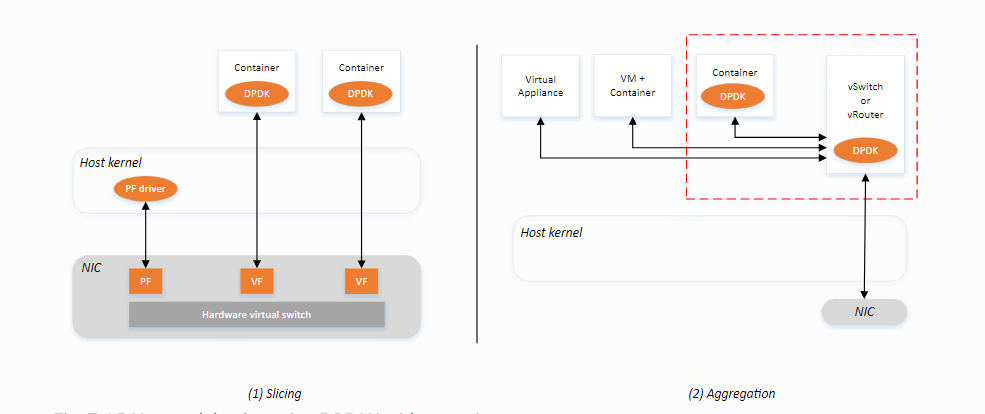 Container
DPDK
Container
DPDK
Host kernel
PF driver
NIC
PF
VF
VF
Hardware virtual switch
(1) Slicing
Virtual
Appliance
VM +
Container
Container
DPDK
vSwitch
or
vRouter
DPDK
Host kernel
NIC
(2) Aggregation